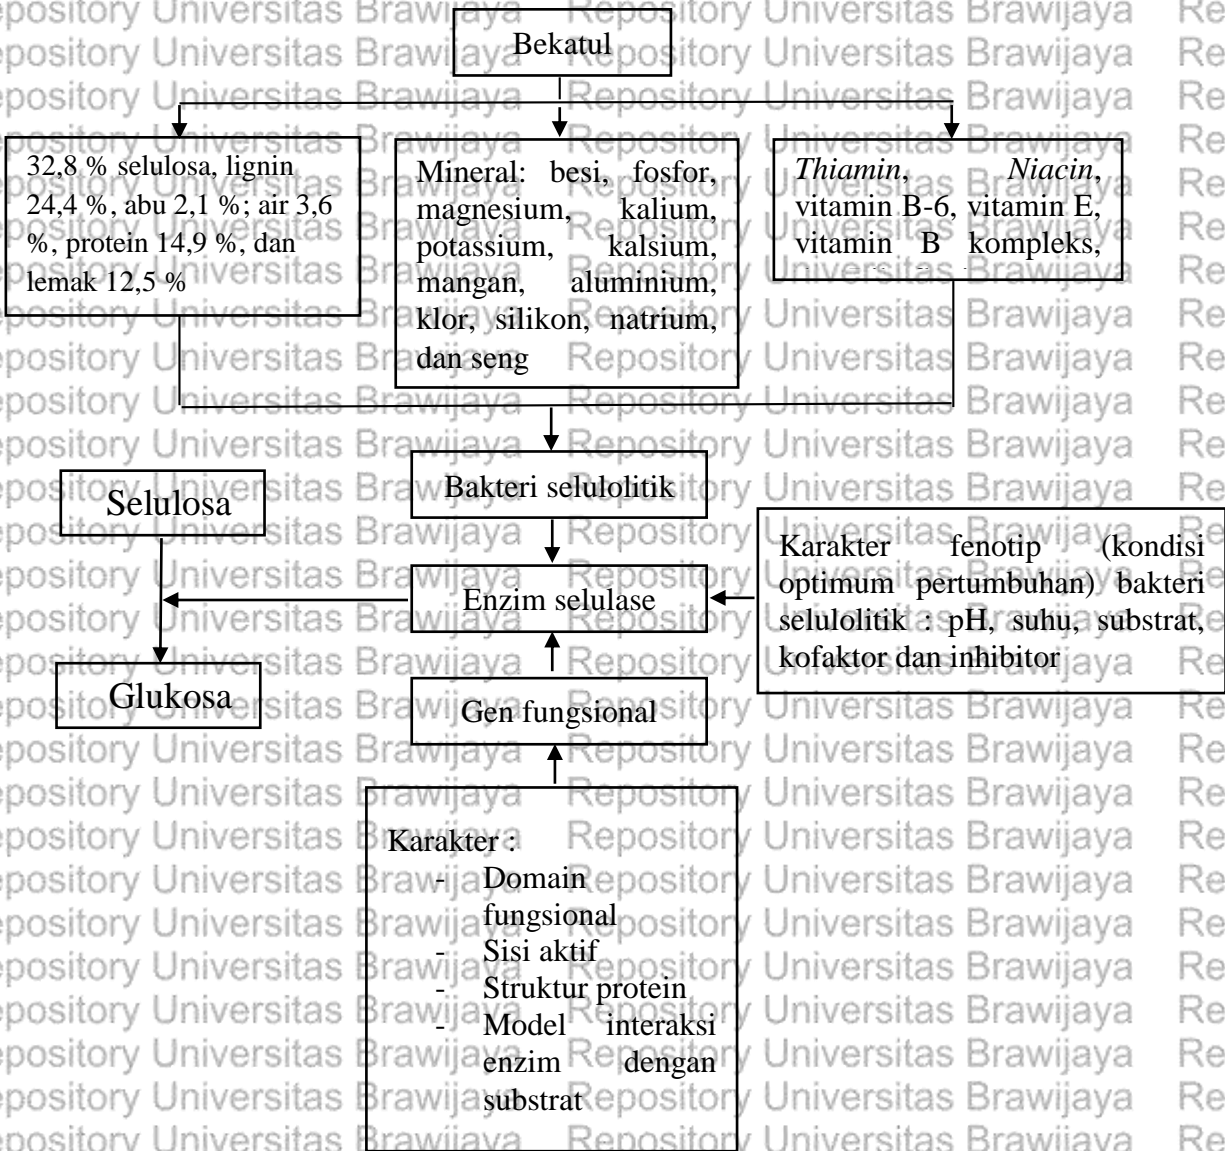 Bekatul
32,8 % selulosa, lignin
24,4 %, abu 2,1 %; air 3,6
%, protein 14,9 %, dan
lemak 12,5 %
Mineral: besi, fosfor,
magnesium, kalium,
potassium, kalsium,
mangan, aluminium,
klor, silikon, natrium,
dan seng
Thiamin, Niacin,
vitamin B-6, vitamin E,
vitamin B kompleks,
Bakteri selulolitik
Selulosa
Enzim selulase
Karakter fenotip (kondisi
optimum pertumbuhan) bakteri
selulolitik : pH, suhu, substrat,
kofaktor dan inhibitor
Glukosa
Gen fungsional
Karakter :
- Domain
fungsional
- Sisi aktif
- Struktur protein
- Model interaksi
enzim dengan
substrat
Repository Universitas Brawijaya